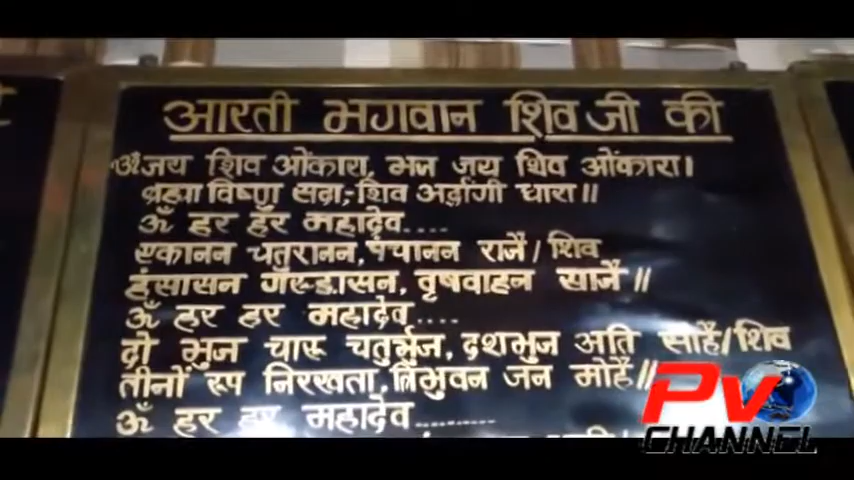 आरती भगवान शिव जी की
ॐ जय शिव ओंकारा, भज जय शिव ओंकारा।
ब्रह्मा विष्णु सदा, शिव अर्द्धांगी धारा॥
ॐ हर हर महादेव....
एकानन चतुरानन, पंचानन राजै/शिव
हंसासन गरुड़ासन, वृषवाहन साजै॥
ॐ हर हर महादेव....
दो भुज चारू चतुर्भुज, दशभुज अति साहै/शिव
तीनों रूप निरखता, त्रिभुवन जन मोहै॥
ॐ हर हर महादेव........
PV
CHANNEL